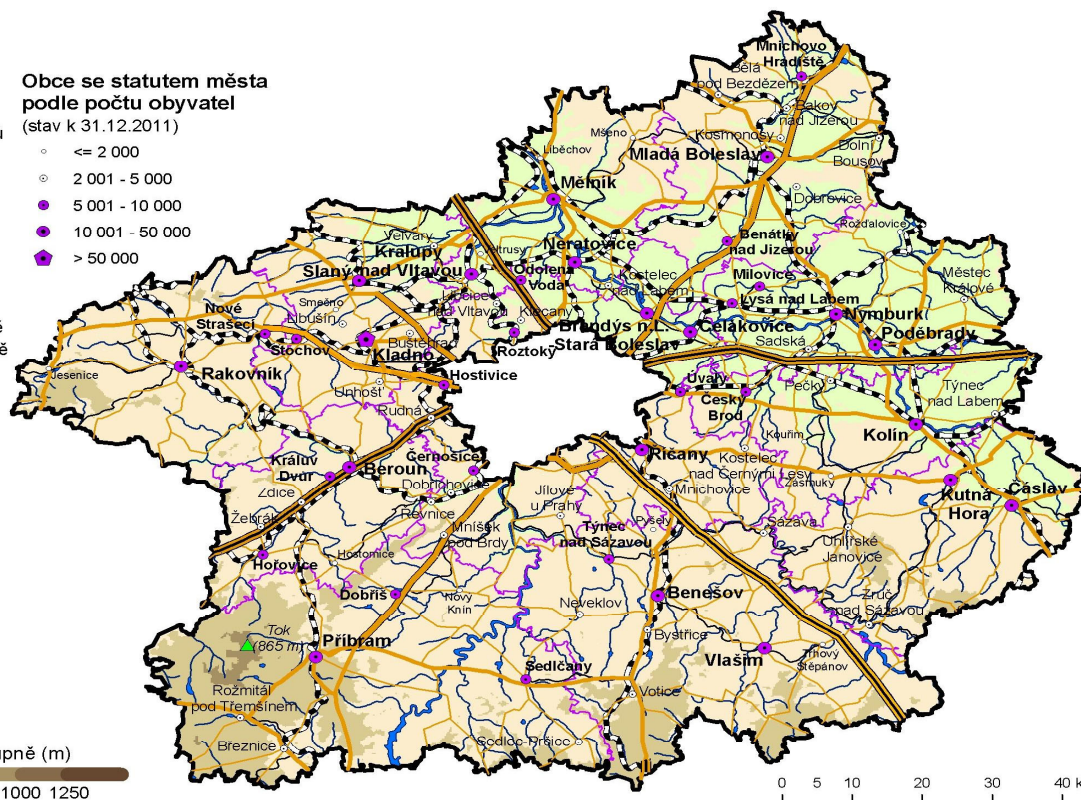 Obce se statutem města
podle počtu obyvatel
(stav k 31.12.2011)
<= 2 000
2 001 - 5 000
5 001 - 10 000
10 001 - 50 000
> 50 000
Mnichovo
Hradiště
Bělá
pod Bezdězem
Bakov
nad Jizerou
Mšeno
Kosmonosy
Dolní
Bousov
Liběchov
Mladá Boleslav
Mělník
Dobrovice
Rožďalovice
Benátky
nad Jizerou
Velvary
Kralupy
nad Vltavou
Slaný
Veltrusy
Neratovice
Odolena
Voda
Kostelec
nad Labem
Milovice
Městec
Králové
Lysá nad Labem
Nymburk
Smečno
Libušín
Nové
Strašecí
Stochov
Libčice
nad Vltavou
Klecany
Brandýs n.L.
Stará Boleslav
Čelákovice
Sadská
Poděbrady
Buštěhrad
Kladno
Roztoky
Hostivice
Jesenice
Rakovník
Unhošť
Rudná
Úvaly
Český
Brod
Pečky
Týnec
nad Labem
Kolín
Kouřim
Říčany
Kostelec
nad Černými Lesy
Zásmuky
Králův
Dvůr
Beroun
Černošice
Dobřichovice
Mnichovice
Kutná
Hora
Čáslav
Zdice
Žebrák
Řevnice
Jílové
u Prahy
Mníšek
pod Brdy
Týnec
nad Sázavou
Pyšely
Sázava
Uhlířské
Janovice
Hořovice
Hostomice
Dobříš
Nový
Knín
Neveklov
Benešov
Zruč
nad Sázavou
Tok
(865 m)
Příbram
Bystřice
Vlašim
Trhový
Štěpánov
Sedlčany
Rožmitál
pod Třemšínem
Votice
Březnice
Sedlec-Prčice
upně (m)
1000 1250
0 5 10 20 30 40 k